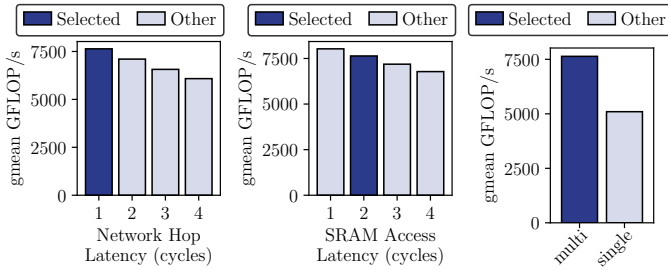 Selected Other
gmean GFLOP/s
7500
5000
2500
0
1 2 3 4
Network Hop
Latency (cycles)
Selected Other
gmean GFLOP/s
7500
5000
2500
0
1 2 3 4
SRAM Access
Latency (cycles)
Selected Other
gmean GFLOP/s
7500
5000
2500
0
multi single